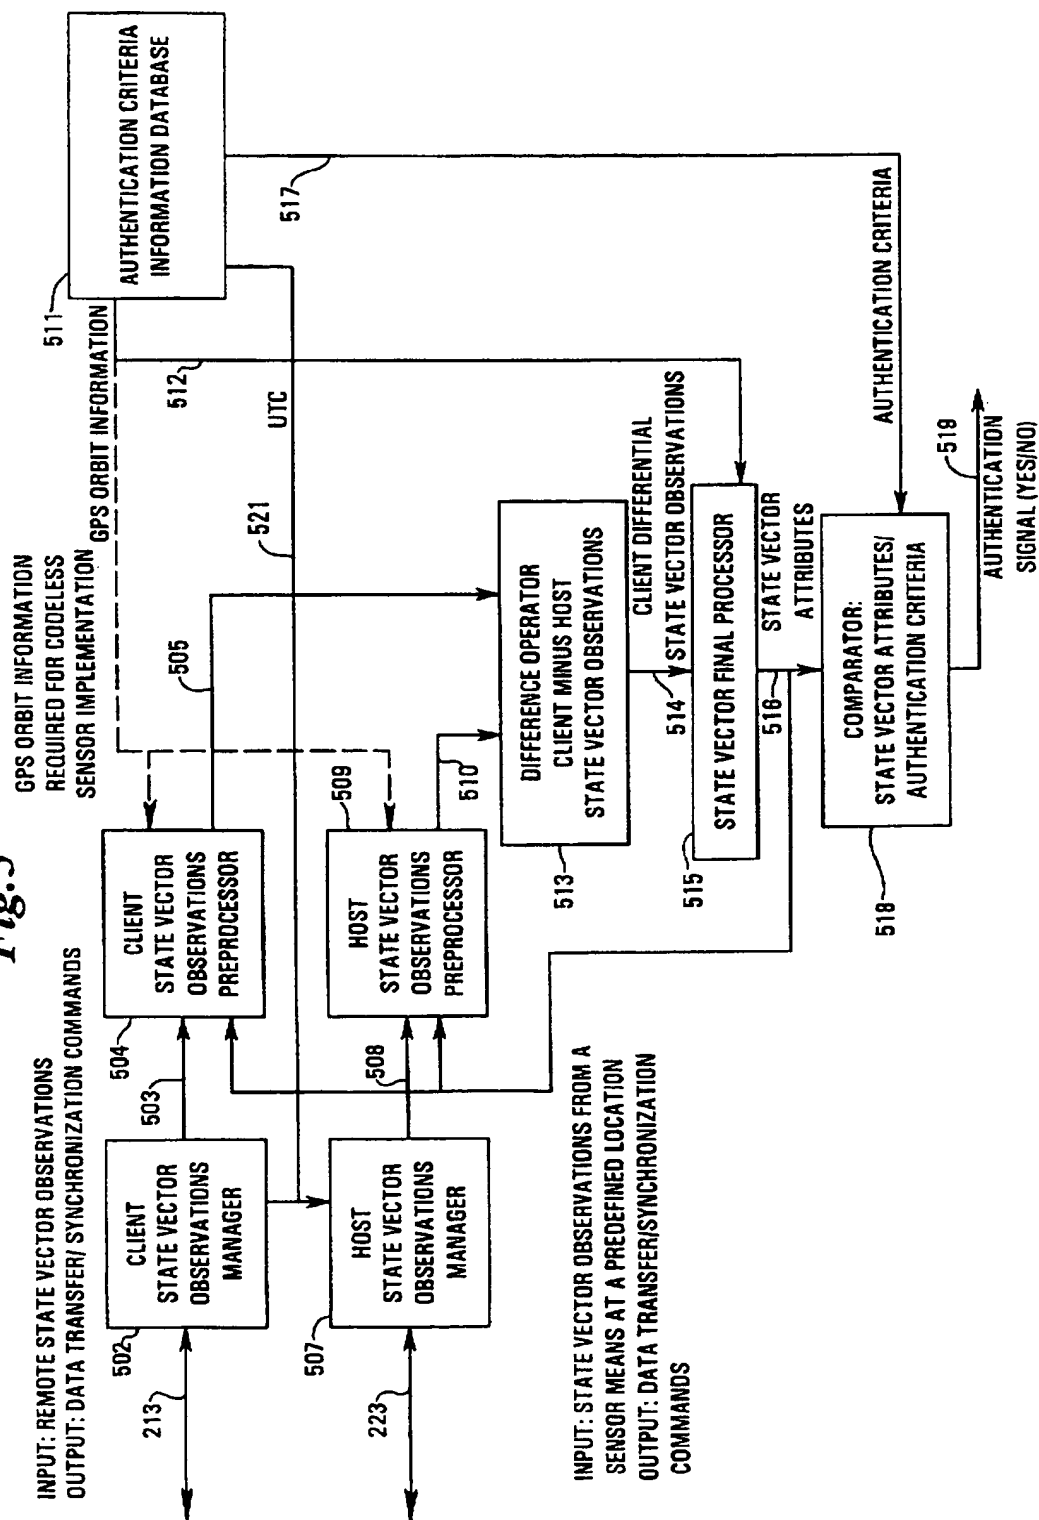 Fig.5
INPUT: REMOTE STATE VECTOR OBSERVATIONS
OUTPUT: DATA TRANSFER/ SYNCHRONIZATION COMMANDS
GPS ORBIT INFORMATION
REQUIRED FOR CODELESS
SENSOR IMPLEMENTATION
GPS ORBIT INFORMATION
511
AUTHENTICATION CRITERIA
INFORMATION DATABASE
213
502
CLIENT
STATE VECTOR
OBSERVATIONS
MANAGER
503
504
CLIENT
STATE VECTOR
OBSERVATIONS
PREPROCESSOR
505
512
521
UTC
517
223
507
HOST
STATE VECTOR
OBSERVATIONS
MANAGER
508
509
HOST
STATE VECTOR
OBSERVATIONS
PREPROCESSOR
510
513
DIFFERENCE OPERATOR
CLIENT MINUS HOST
STATE VECTOR OBSERVATIONS
514
CLIENT DIFFERENTIAL
STATE VECTOR OBSERVATIONS
515
STATE VECTOR FINAL PROCESSOR
516
STATE VECTOR
ATTRIBUTES
518
COMPARATOR:
STATE VECTOR ATTRIBUTES/
AUTHENTICATION CRITERIA
AUTHENTICATION CRITERIA
519
AUTHENTICATION
SIGNAL (YES/NO)
INPUT: STATE VECTOR OBSERVATIONS FROM A
SENSOR MEANS AT A PREDEFINED LOCATION
OUTPUT: DATA TRANSFER/SYNCHRONIZATION
COMMANDS